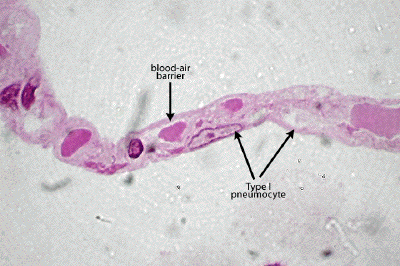 blood-air
barrier
Type I
pneumocyte